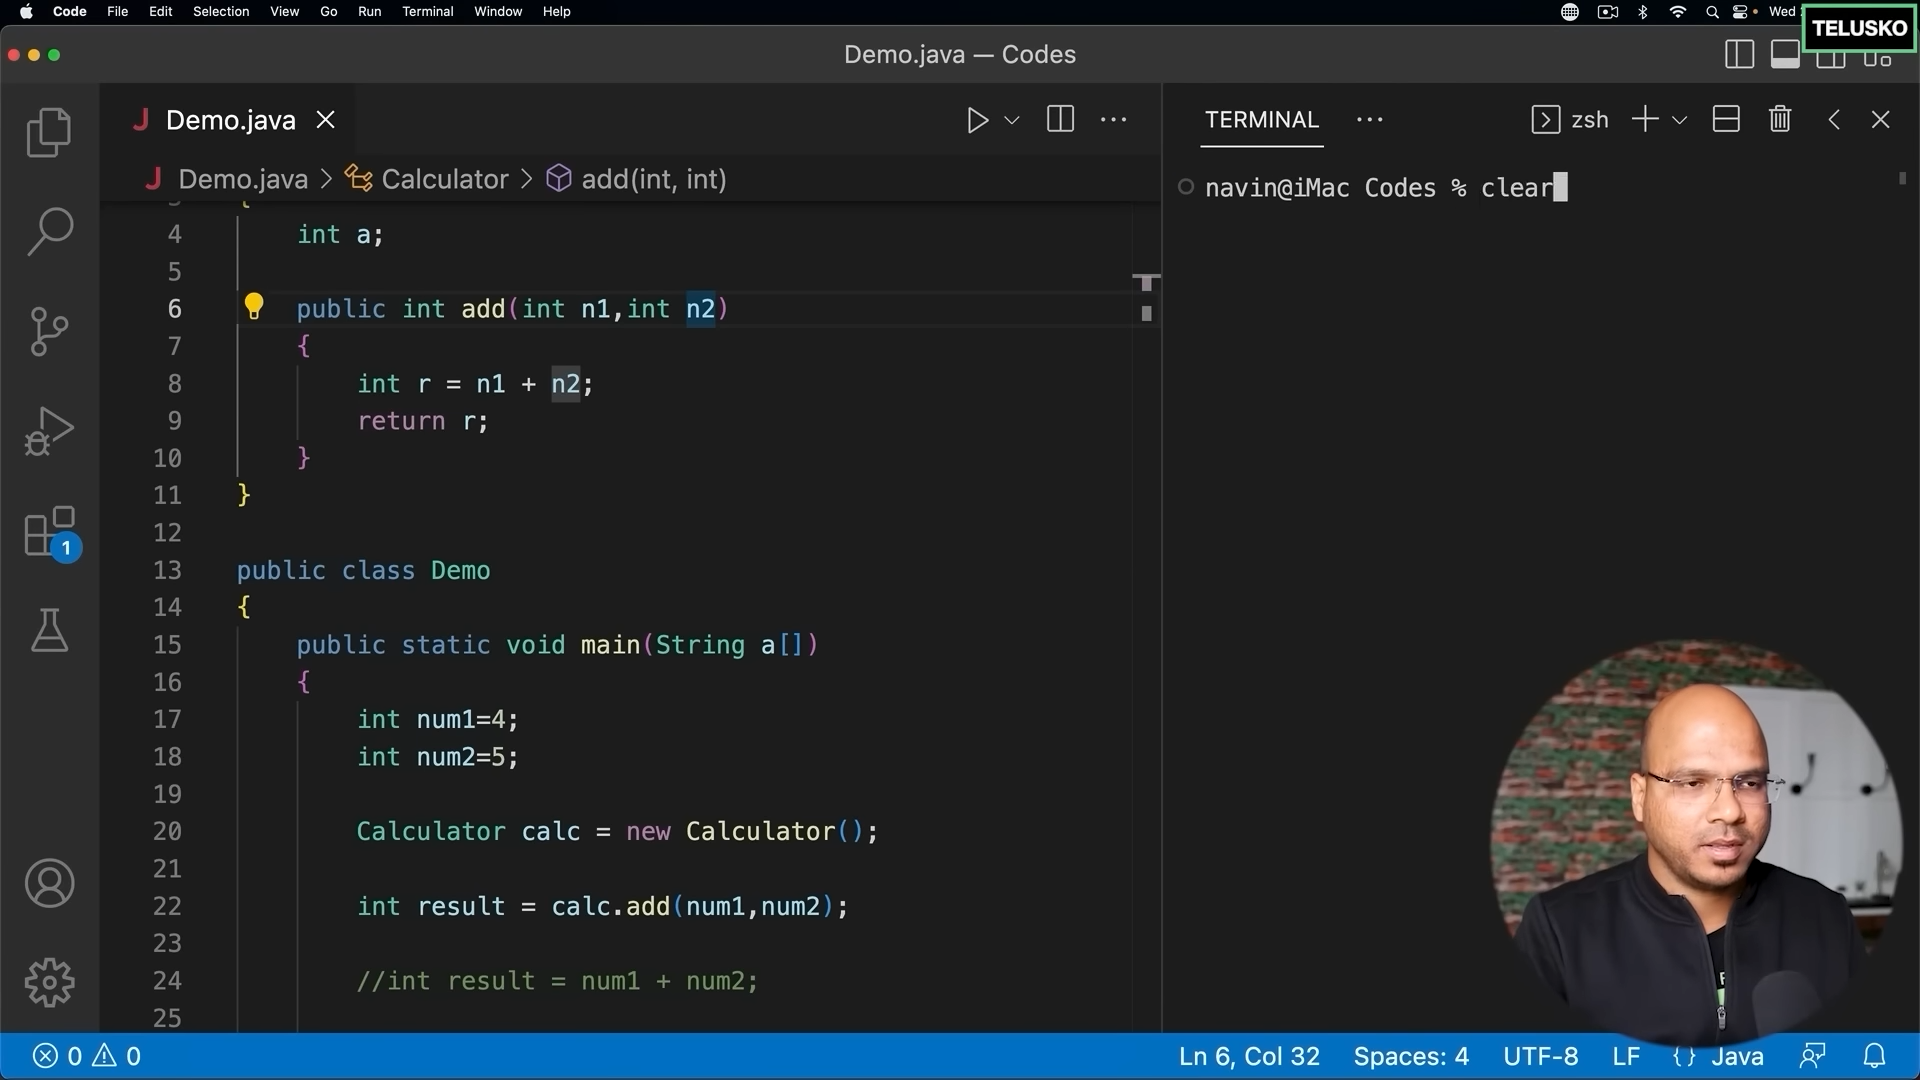 Code File Edit Selection View Go Run Terminal Window Help Wed
TELUSKO
Demo.java — Codes
Demo.java
Demo.java > Calculator > add(int, int)
3 {
4 int a;
5
6 public int add(int n1,int n2)
7 {
8 int r = n1 + n2;
9 return r;
10 }
11 }
12
13 public class Demo
14 {
15 public static void main(String a[])
16 {
17 int num1=4;
18 int num2=5;
19
20 Calculator calc = new Calculator();
21
22 int result = calc.add(num1,num2);
23
24 //int result = num1 + num2;
25
TERMINAL ... zsh
navin@iMac Codes % clear
1
0 0 Ln 6, Col 32 Spaces: 4 UTF-8 LF {} Java